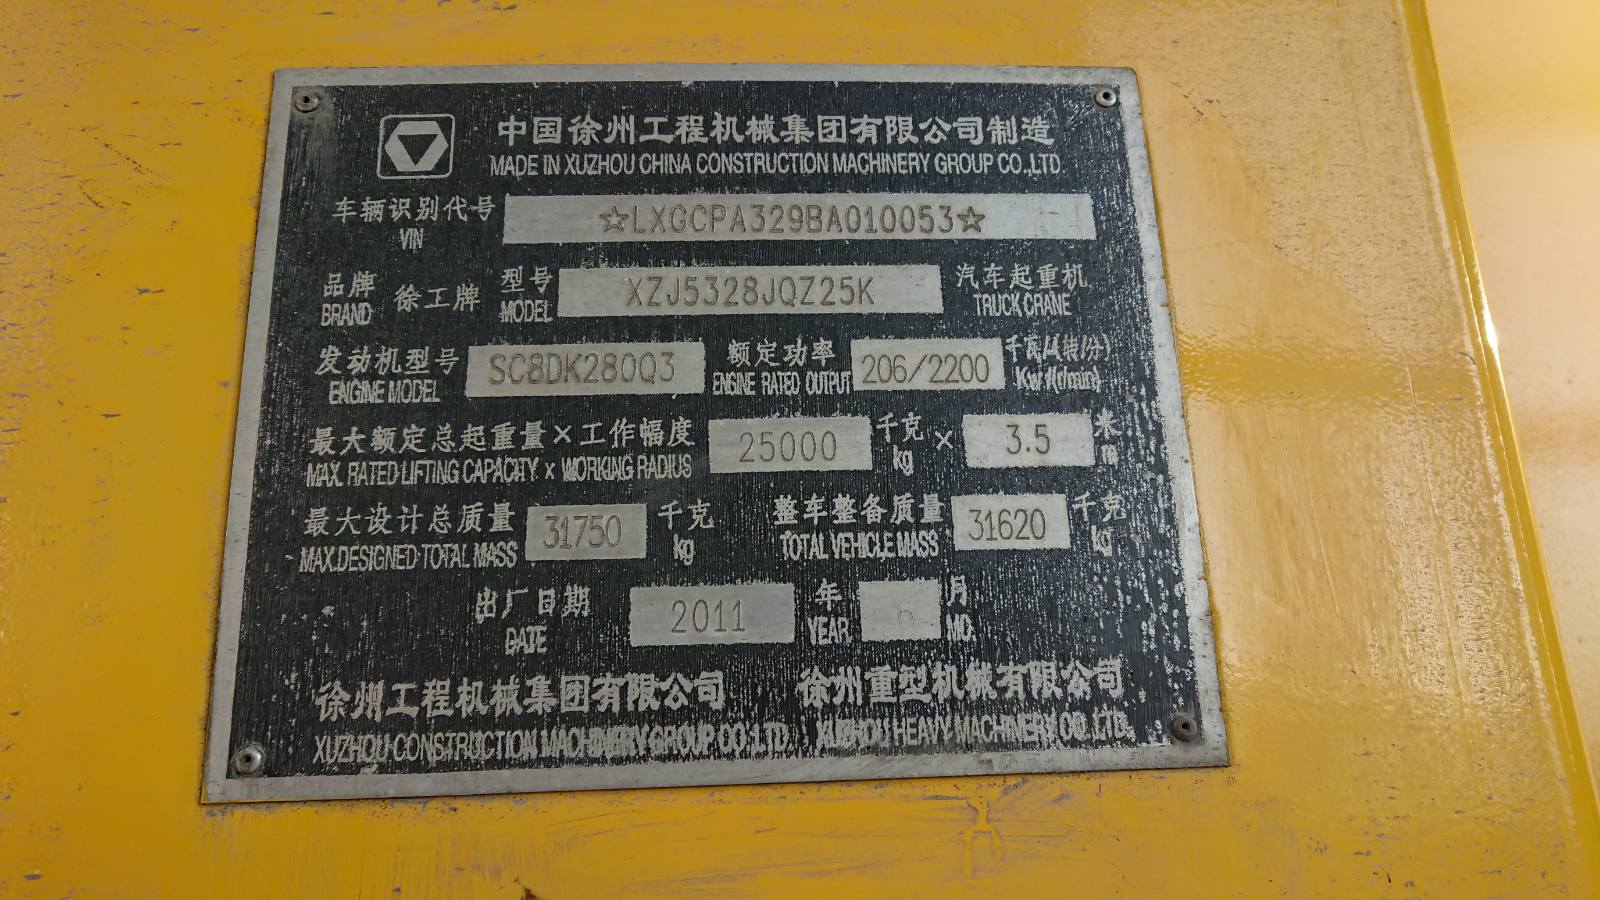 中国徐州工程机械集团有限公司制造
MADE IN XUZHOU CHINA CONSTRUCTION MACHINERY GROUP CO.,LTD.
车辆识别代号 ☆LXGCPA329BA010053☆
VIN
品牌 徐工牌 型号 XZJ5328JQZ25K 汽车起重机
BRAND MODEL TRUCK CRANE
发动机型号 SC8DK280Q3 额定功率 206/2200 千瓦/(转/分)
ENGINE MODEL ENGINE RATED OUTPUT Kw/(r/min)
最大额定总起重量×工作幅度 25000 千克 × 3.5 米
MAX. RATED LIFTING CAPACITY × WORKING RADIUS kg m
最大设计总质量 31750 千克 整车整备质量 31620 千克
MAX.DESIGNED TOTAL MASS kg TOTAL VEHICLE MASS kg
出厂日期 2011 年 月
DATE YEAR MO.
徐州工程机械集团有限公司 徐州重型机械有限公司
XUZHOU CONSTRUCTION MACHINERY GROUP CO.,LTD. XUZHOU HEAVY MACHINERY CO.,LTD.